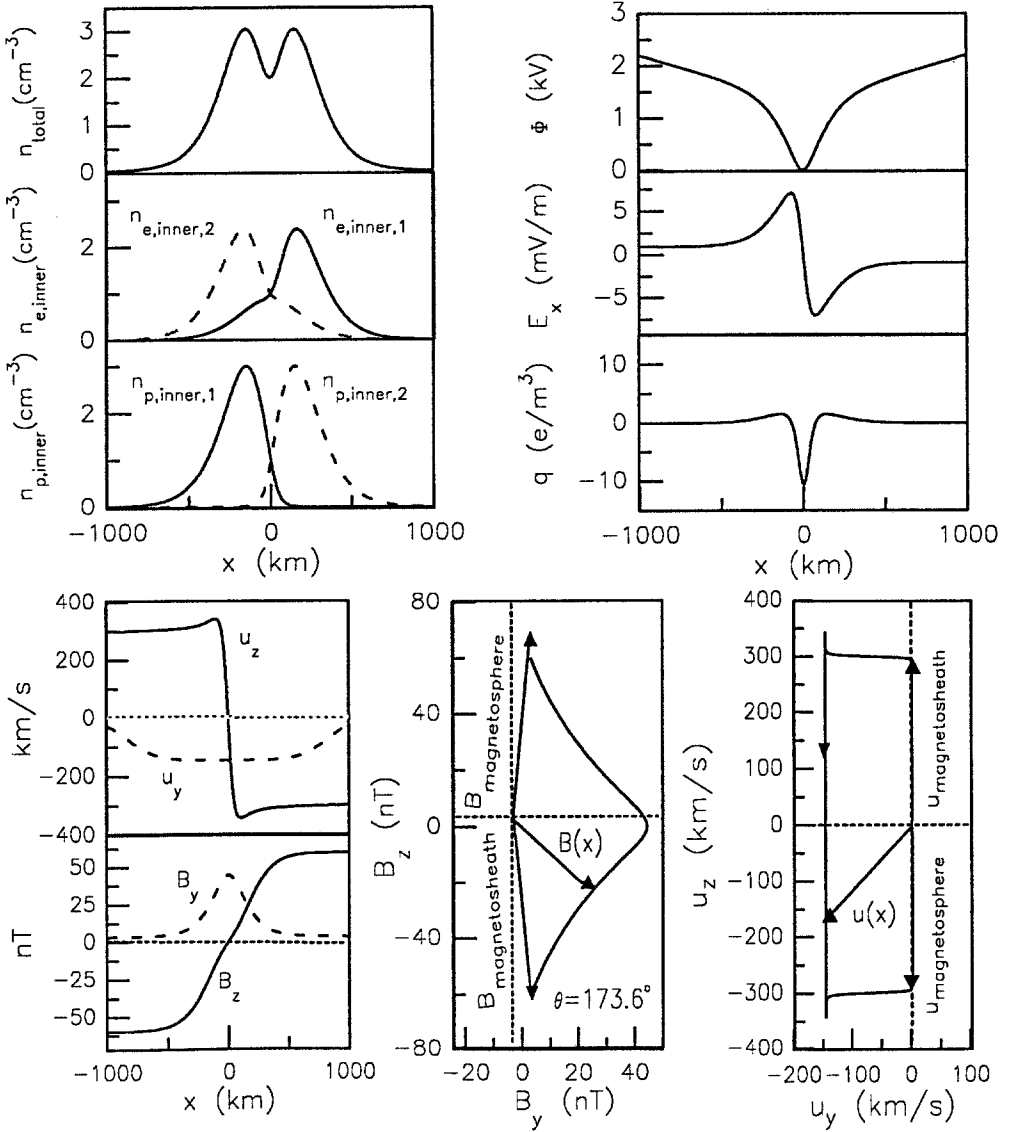 n_total (cm⁻³)
3
2
1
0
n_e,inner (cm⁻³)
2
0
n_e,inner,2
n_e,inner,1
n_p,inner (cm⁻³)
2
0
n_p,inner,1
n_p,inner,2
−1000
0
1000
x (km)
Φ (kV)
3
2
1
0
E_x (mV/m)
5
0
−5
q (e/m³)
10
0
−10
−1000
0
1000
x (km)
km/s
400
200
0
−200
−400
u_z
u_y
nT
50
25
0
−25
−50
B_y
B_z
−1000
0
1000
x (km)
B_z (nT)
80
40
0
−40
−80
B_magnetosphere
B_magnetosheath
B(x)
θ=173.6°
−20
0
20
40
B_y (nT)
u_z (km/s)
400
300
200
100
0
−100
−200
−300
−400
u_magnetosheath
u_magnetosphere
u(x)
−200
−100
0
100
u_y (km/s)